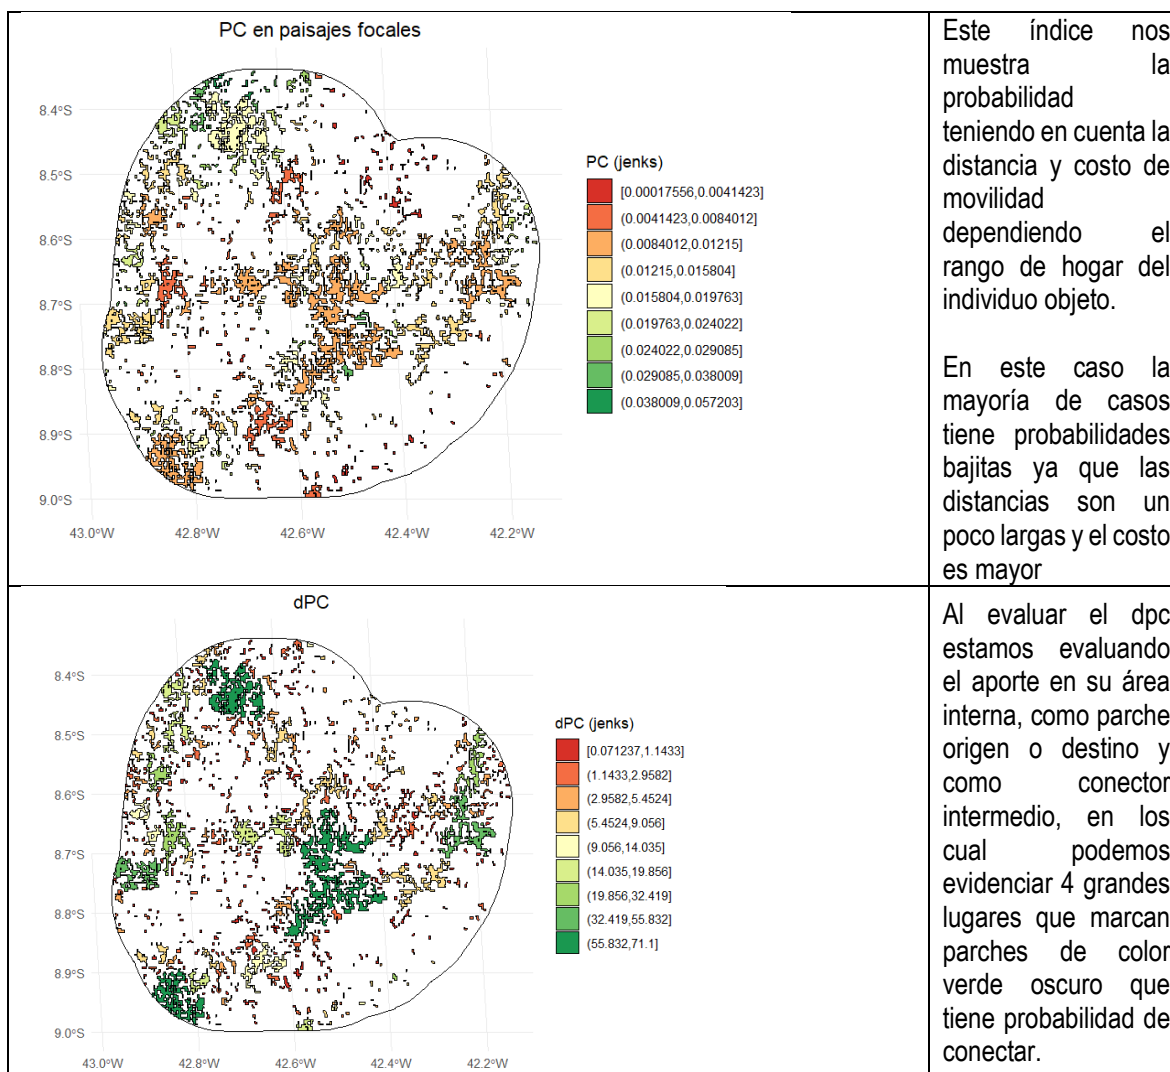 PC en paisajes focales
8.4°S
8.5°S
8.6°S
8.7°S
8.8°S
8.9°S
9.0°S
43.0°W 42.8°W 42.6°W 42.4°W 42.2°W
PC (jenks)
[0.00017556,0.0041423]
(0.0041423,0.0084012]
(0.0084012,0.01215]
(0.01215,0.015804]
(0.015804,0.019763]
(0.019763,0.024022]
(0.024022,0.029085]
(0.029085,0.038009]
(0.038009,0.057203]
Este índice nos
muestra la
probabilidad
teniendo en cuenta la
distancia y costo de
movilidad
dependiendo el
rango de hogar del
individuo objeto.
En este caso la
mayoría de casos
tiene probabilidades
bajitas ya que las
distancias son un
poco largas y el costo
es mayor
dPC
8.4°S
8.5°S
8.6°S
8.7°S
8.8°S
8.9°S
9.0°S
43.0°W 42.8°W 42.6°W 42.4°W 42.2°W
dPC (jenks)
[0.071237,1.1433]
(1.1433,2.9582]
(2.9582,5.4524]
(5.4524,9.056]
(9.056,14.035]
(14.035,19.856]
(19.856,32.419]
(32.419,55.832]
(55.832,71.1]
Al evaluar el dpc
estamos evaluando
el aporte en su área
interna, como parche
origen o destino y
como conector
intermedio, en los
cual podemos
evidenciar 4 grandes
lugares que marcan
parches de color
verde oscuro que
tiene probabilidad de
conectar.